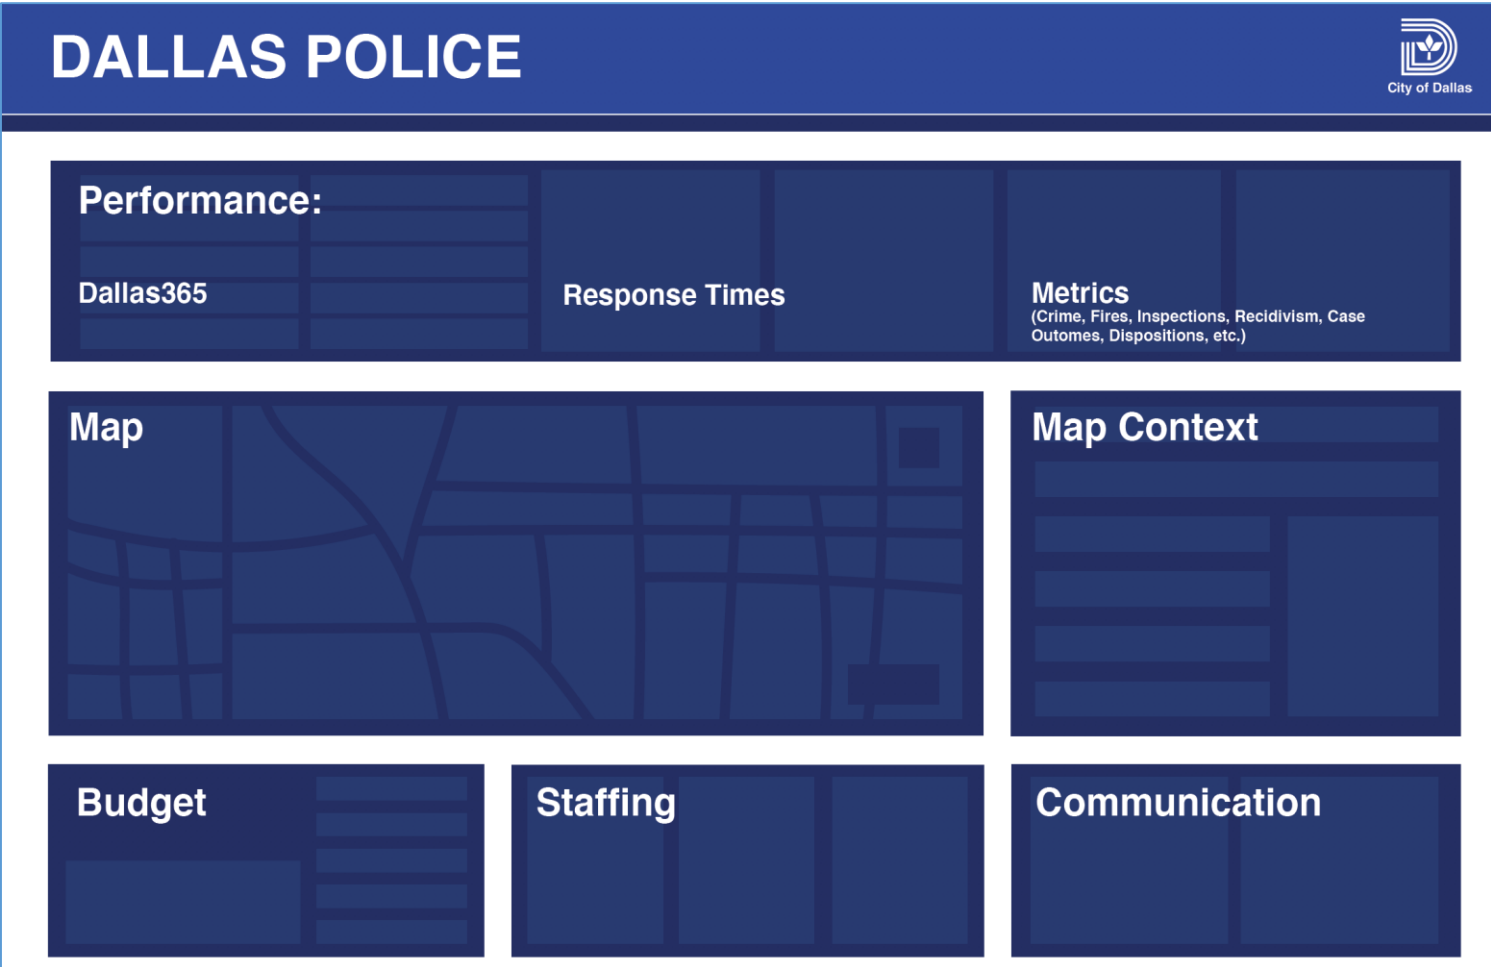 DALLAS POLICE
City of Dallas
Performance:
Dallas365
Response Times
Metrics
(Crime, Fires, Inspections, Recidivism, Case
Outomes, Dispositions, etc.)
Map
Map Context
Budget
Staffing
Communication